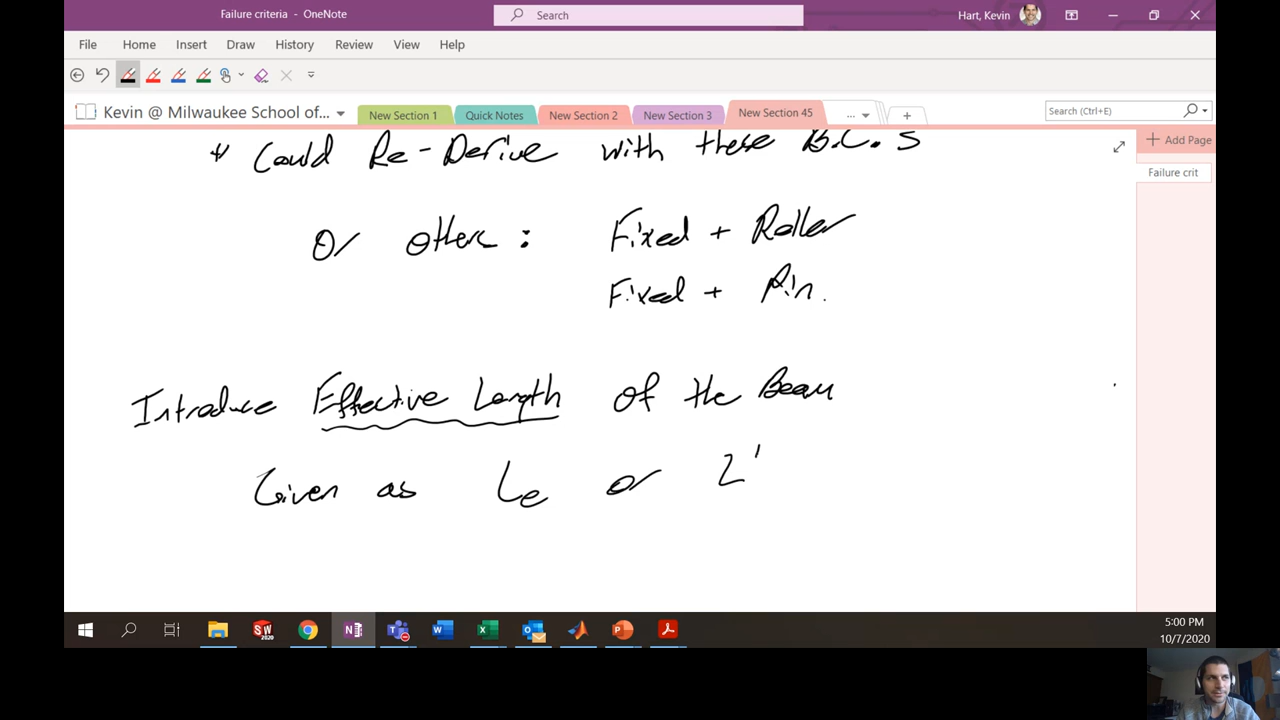 Failure criteria - OneNote
Search
Hart, Kevin
File Home Insert Draw History Review View Help
Kevin @ Milwaukee School of...
New Section 1
Quick Notes
New Section 2
New Section 3
New Section 45
...
Search (Ctrl+E)
Add Page
Failure crit
* Could Re-Derive with these B.C.s
Or others : Fixed + Roller
Fixed + Pin.
Introduce Effective Length of the Beam
Given as Le or L'
5:00 PM
10/7/2020